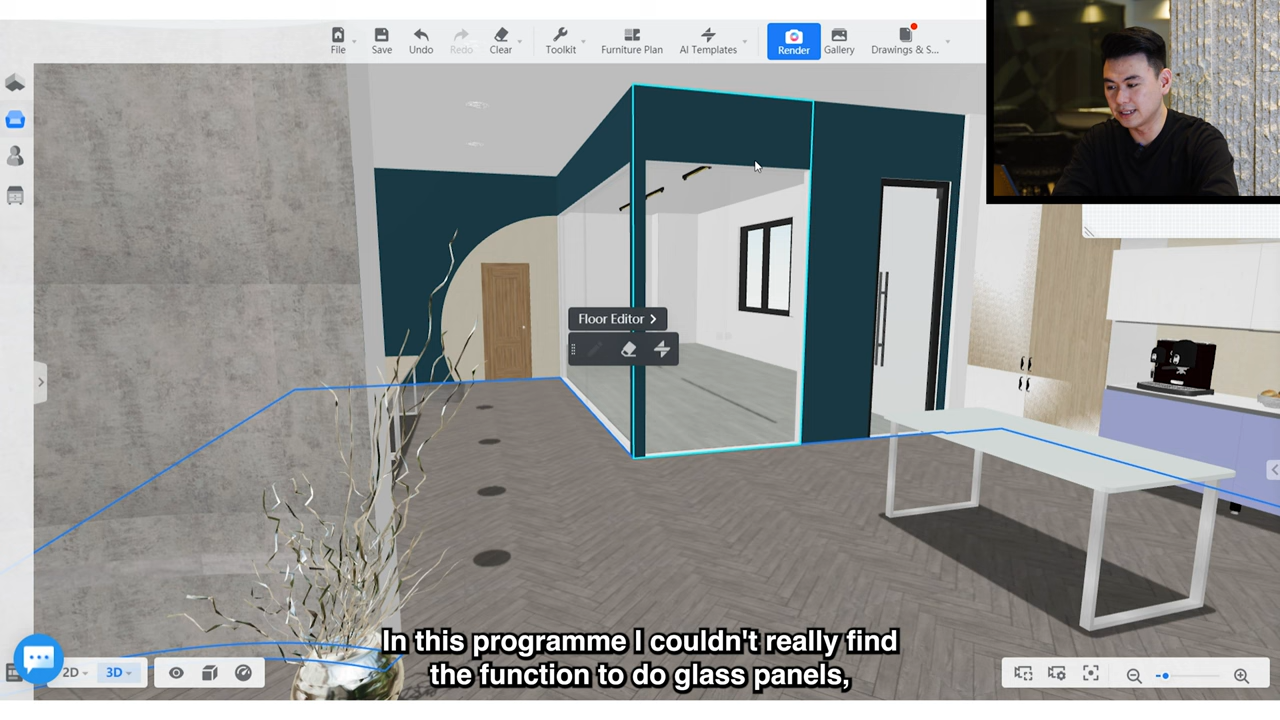 File
Save
Undo
Redo
Clear
Toolkit
Furniture Plan
AI Templates
Render
Gallery
Drawings & S...
Floor Editor
2D
3D
In this programme I couldn't really find
the function to do glass panels,